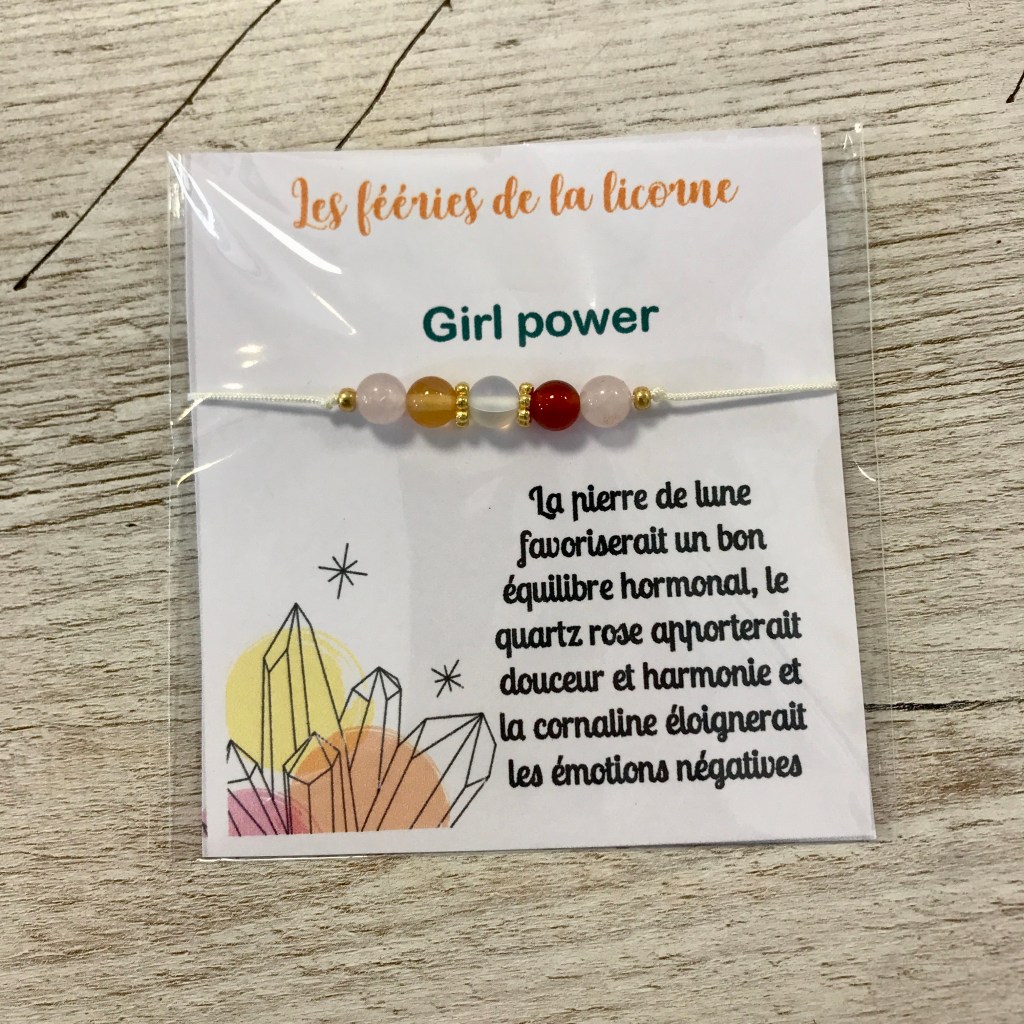 Les fééries de la licorne
Girl power
La pierre de lune
favoriserait un bon
équilibre hormonal, le
quartz rose apporterait
douceur et harmonie et
la cornaline éloignerait
les émotions négatives